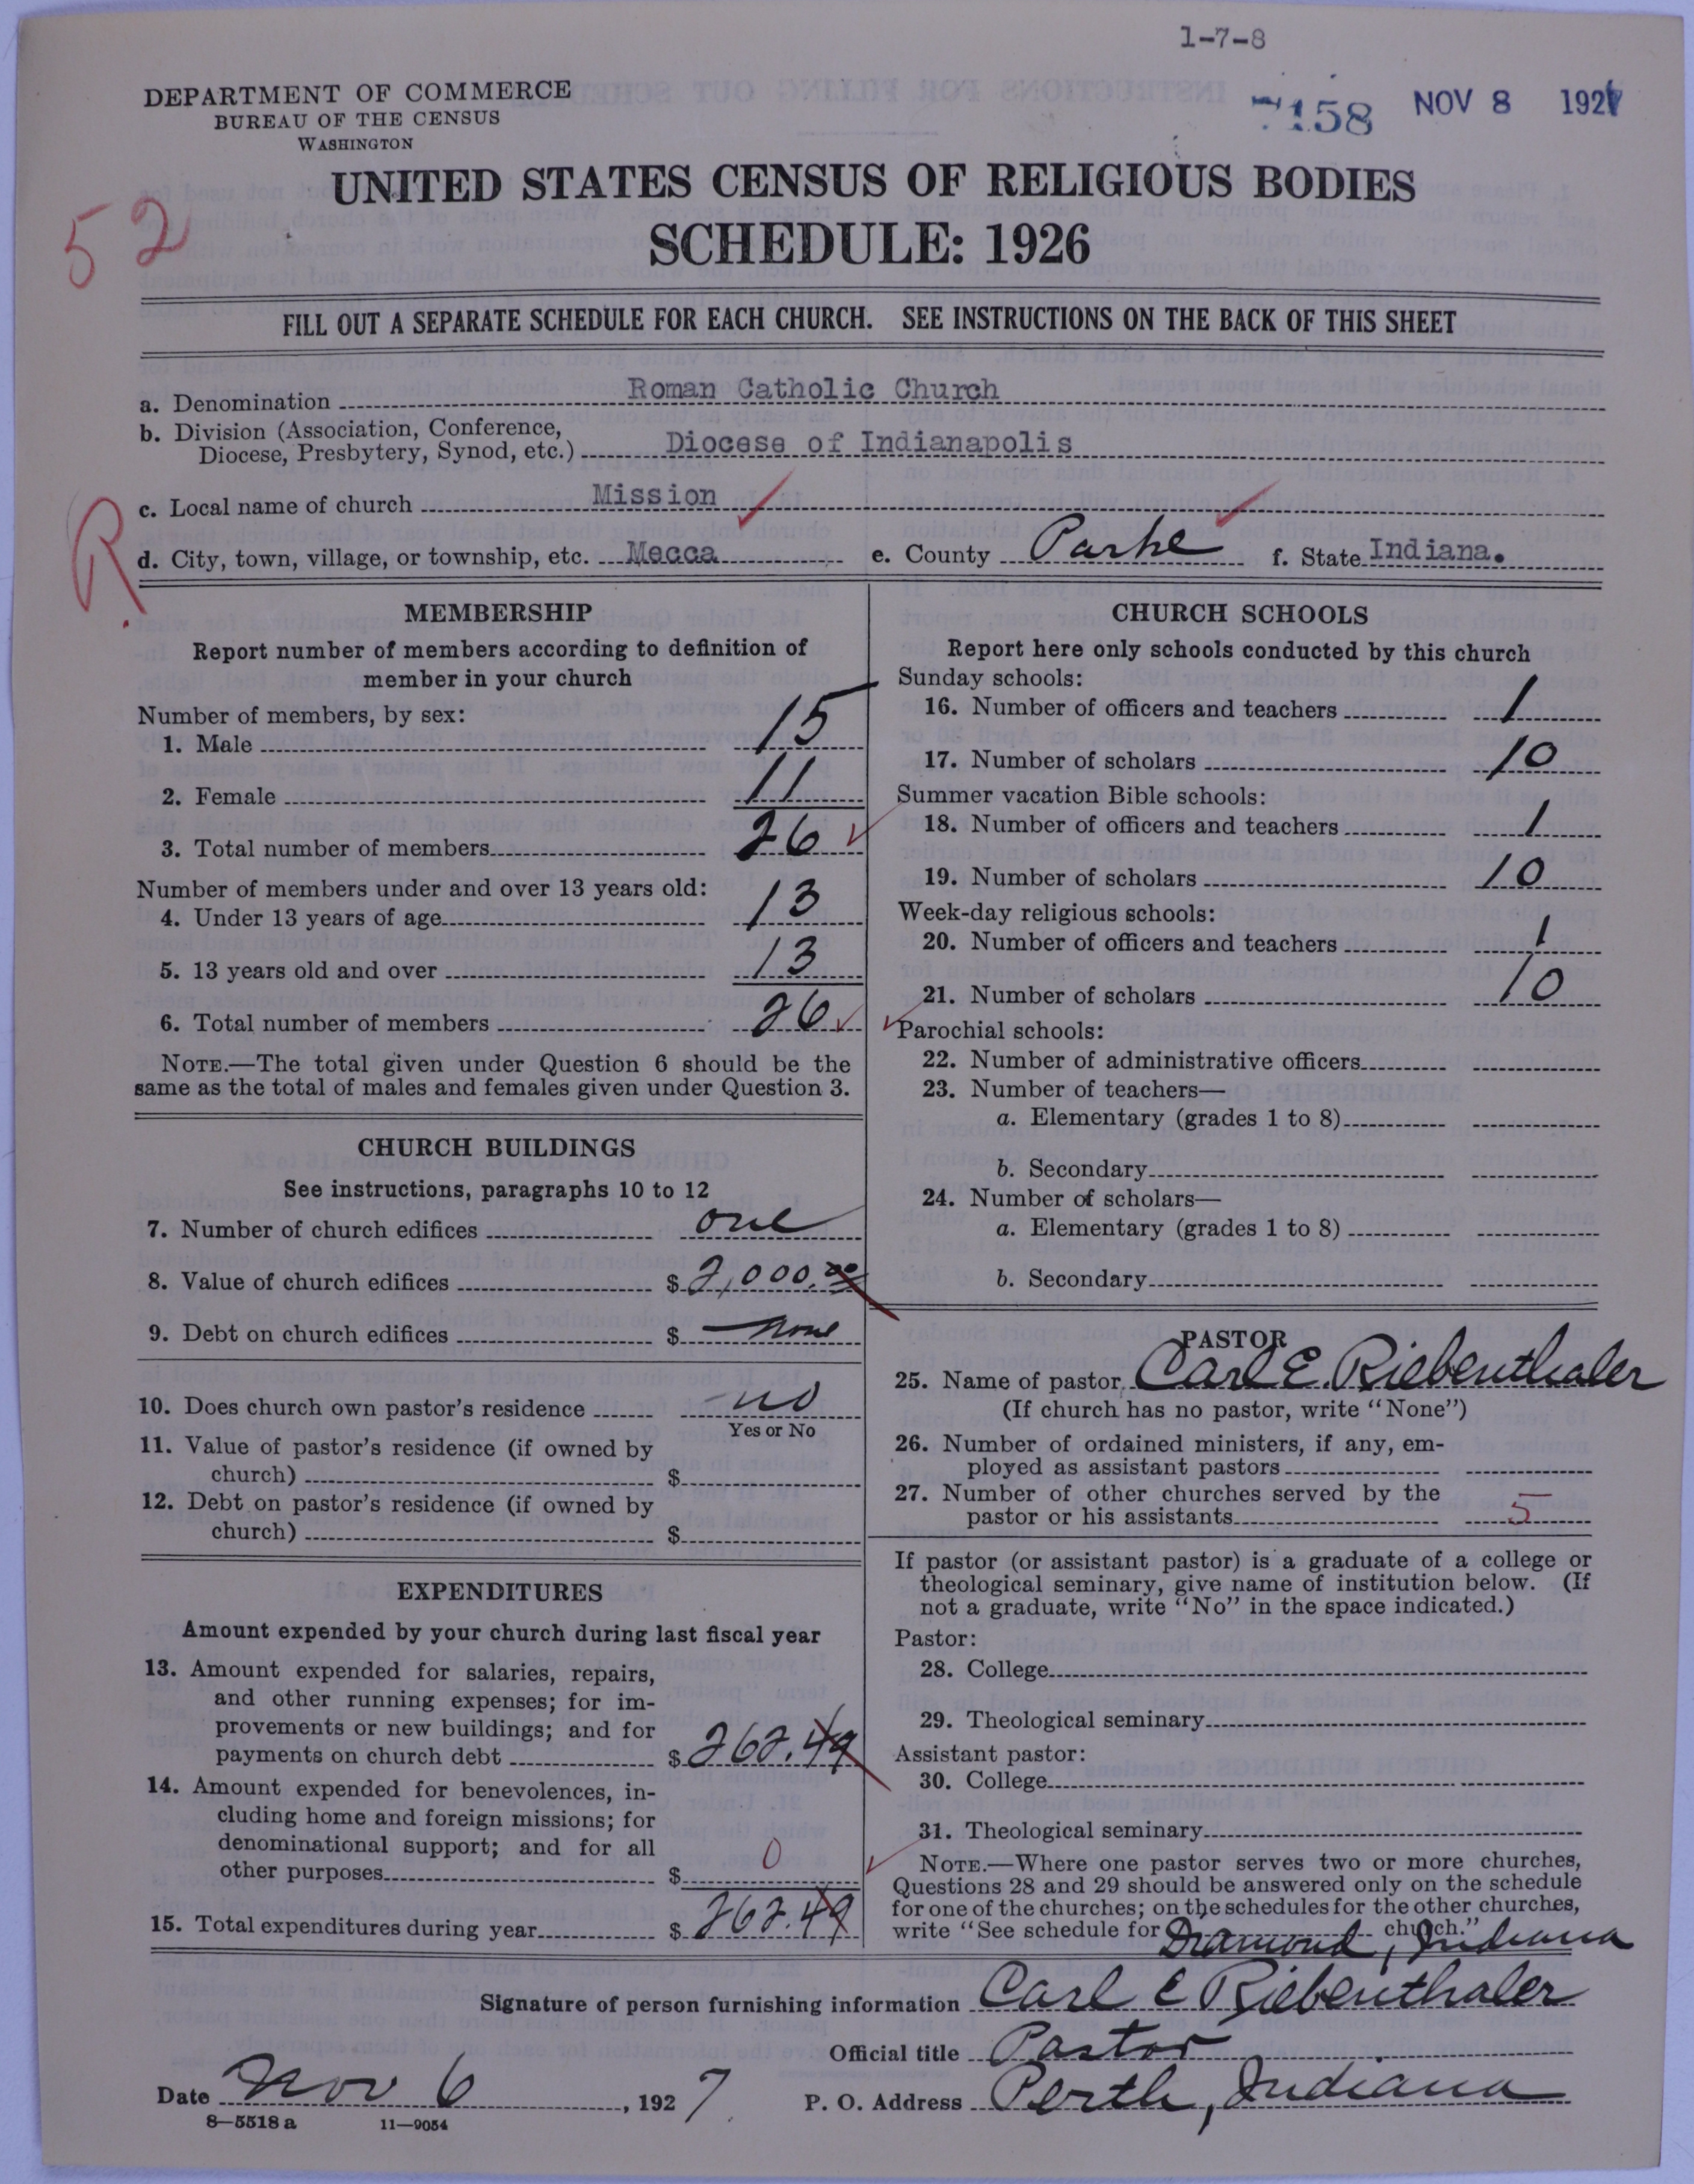 1-7-8
DEPARTMENT OF COMMERCE
BUREAU OF THE CENSUS
WASHINGTON
7158 NOV 8 192
UNITED STATES CENSUS OF RELIGIOUS BODIES
SCHEDULE: 1926
52
FILL OUT A SEPARATE SCHEDULE FOR EACH CHURCH. SEE INSTRUCTIONS ON THE BACK OF THIS SHEET
a. Denomination Roman Catholic Church
b. Division (Association, Conference,
Diocese, Presbytery, Synod, etc.) Diocese of Indianapolis
c. Local name of church Mission
R.
d. City, town, village, or township, etc. Mecca e. County Parke f. State Indiana.
MEMBERSHIP
Report number of members according to definition of
member in your church
Number of members, by sex:
1. Male 15
2. Female 11
3. Total number of members 26
Number of members under and over 13 years old:
4. Under 13 years of age 13
5. 13 years old and over 13
6. Total number of members 26
NOTE.—The total given under Question 6 should be the
same as the total of males and females given under Question 3.
CHURCH BUILDINGS
See instructions, paragraphs 10 to 12
7. Number of church edifices one
8. Value of church edifices $ 2,000.00
9. Debt on church edifices $ none
10. Does church own pastor's residence no
Yes or No
11. Value of pastor's residence (if owned by
church) $
12. Debt on pastor's residence (if owned by
church) $
EXPENDITURES
Amount expended by your church during last fiscal year
13. Amount expended for salaries, repairs,
and other running expenses; for im-
provements or new buildings; and for
payments on church debt $ 262.49
14. Amount expended for benevolences, in-
cluding home and foreign missions; for
denominational support; and for all
other purposes $ 0
15. Total expenditures during year $ 262.49
CHURCH SCHOOLS
Report here only schools conducted by this church
Sunday schools:
16. Number of officers and teachers 1
17. Number of scholars 10
Summer vacation Bible schools:
18. Number of officers and teachers 1
19. Number of scholars 10
Week-day religious schools:
20. Number of officers and teachers 1
21. Number of scholars 10
Parochial schools:
22. Number of administrative officers
23. Number of teachers—
a. Elementary (grades 1 to 8)
b. Secondary
24. Number of scholars—
a. Elementary (grades 1 to 8)
b. Secondary
PASTOR
25. Name of pastor Carl E. Riebenthaler
(If church has no pastor, write "None")
26. Number of ordained ministers, if any, em-
ployed as assistant pastors
27. Number of other churches served by the
pastor or his assistants 5
If pastor (or assistant pastor) is a graduate of a college or
theological seminary, give name of institution below. (If
not a graduate, write "No" in the space indicated.)
Pastor:
28. College
29. Theological seminary
Assistant pastor:
30. College
31. Theological seminary
NOTE.—Where one pastor serves two or more churches,
Questions 28 and 29 should be answered only on the schedule
for one of the churches; on the schedules for the other churches,
write "See schedule for Diamond, Indiana church."
Signature of person furnishing information Carl E Riebenthaler
Official title Pastor
Date Nov 6, 1927. P. O. Address Perth, Indiana
8—5518 a 11—9054